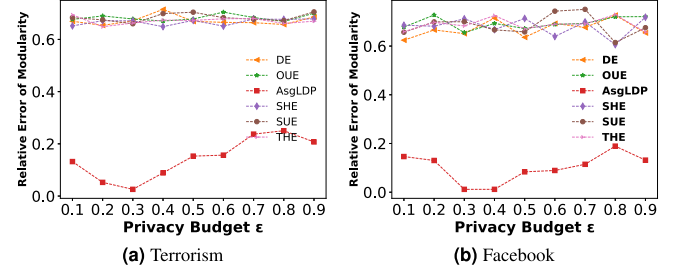 Relative Error of Modularity
0.6
0.4
0.2
0.0
DE
OUE
AsgLDP
SHE
SUE
THE
0.1 0.2 0.3 0.4 0.5 0.6 0.7 0.8 0.9
Privacy Budget ε
(a) Terrorism
Relative Error of Modularity
0.6
0.4
0.2
0.0
DE
OUE
AsgLDP
SHE
SUE
THE
0.1 0.2 0.3 0.4 0.5 0.6 0.7 0.8 0.9
Privacy Budget ε
(b) Facebook